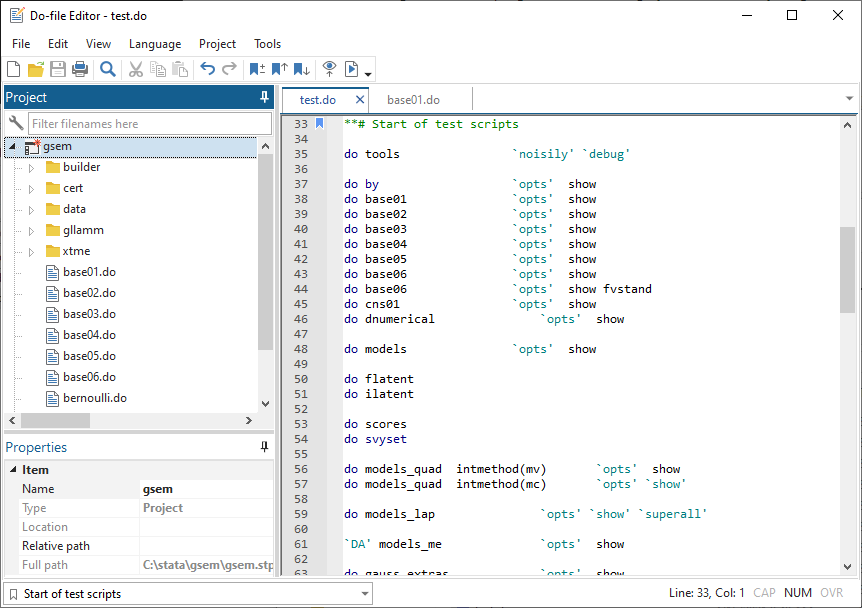 Do-file Editor - test.do
File Edit View Language Project Tools
Project
Filter filenames here
gsem
builder
cert
data
gllamm
xtme
base01.do
base02.do
base03.do
base04.do
base05.do
base06.do
bernoulli.do
Properties
Item
Name gsem
Type Project
Location
Relative path
Full path C:\stata\gsem\gsem.stp
test.do base01.do
33 **# Start of test scripts
34
35 do tools `noisily' `debug'
36
37 do by `opts' show
38 do base01 `opts' show
39 do base02 `opts' show
40 do base03 `opts' show
41 do base04 `opts' show
42 do base05 `opts' show
43 do base06 `opts' show
44 do base06 `opts' show fvstand
45 do cns01 `opts' show
46 do dnumerical `opts' show
47
48 do models `opts' show
49
50 do flatent
51 do ilatent
52
53 do scores
54 do svyset
55
56 do models_quad intmethod(mv) `opts' show
57 do models_quad intmethod(mc) `opts' `show'
58
59 do models_lap `opts' `show' `superall'
60
61 `DA' models_me `opts' show
62
63 do gauss_extras `opts' show
Start of test scripts
Line: 33, Col: 1 CAP NUM OVR